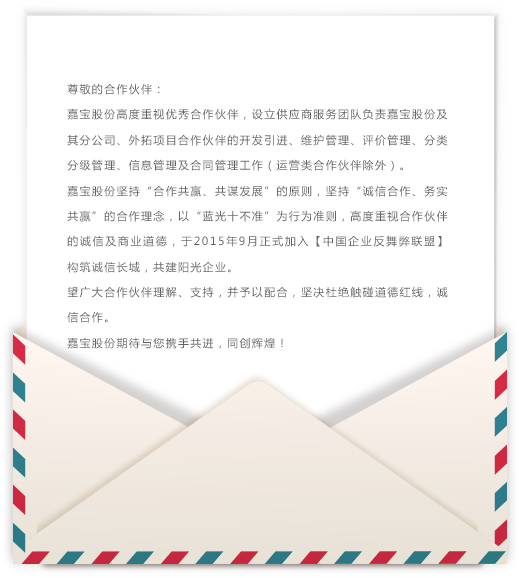 尊敬的合作伙伴：
嘉宝股份高度重视优秀合作伙伴，设立供应商服务团队负责嘉宝股份及
其分公司、外拓项目合作伙伴的开发引进、维护管理、评价管理、分类
分级管理、信息管理及合同管理工作（运营类合作伙伴除外）。
嘉宝股份坚持“合作共赢、共谋发展”的原则，坚持“诚信合作、务实
共赢”的合作理念，以“蓝光十不准”为行为准则，高度重视合作伙伴
的诚信及商业道德，于2015年9月正式加入【中国企业反舞弊联盟】
构筑诚信长城，共建阳光企业。
望广大合作伙伴理解、支持，并予以配合，坚决杜绝触碰道德红线，诚
信合作。
嘉宝股份期待与您携手共进，同创辉煌！